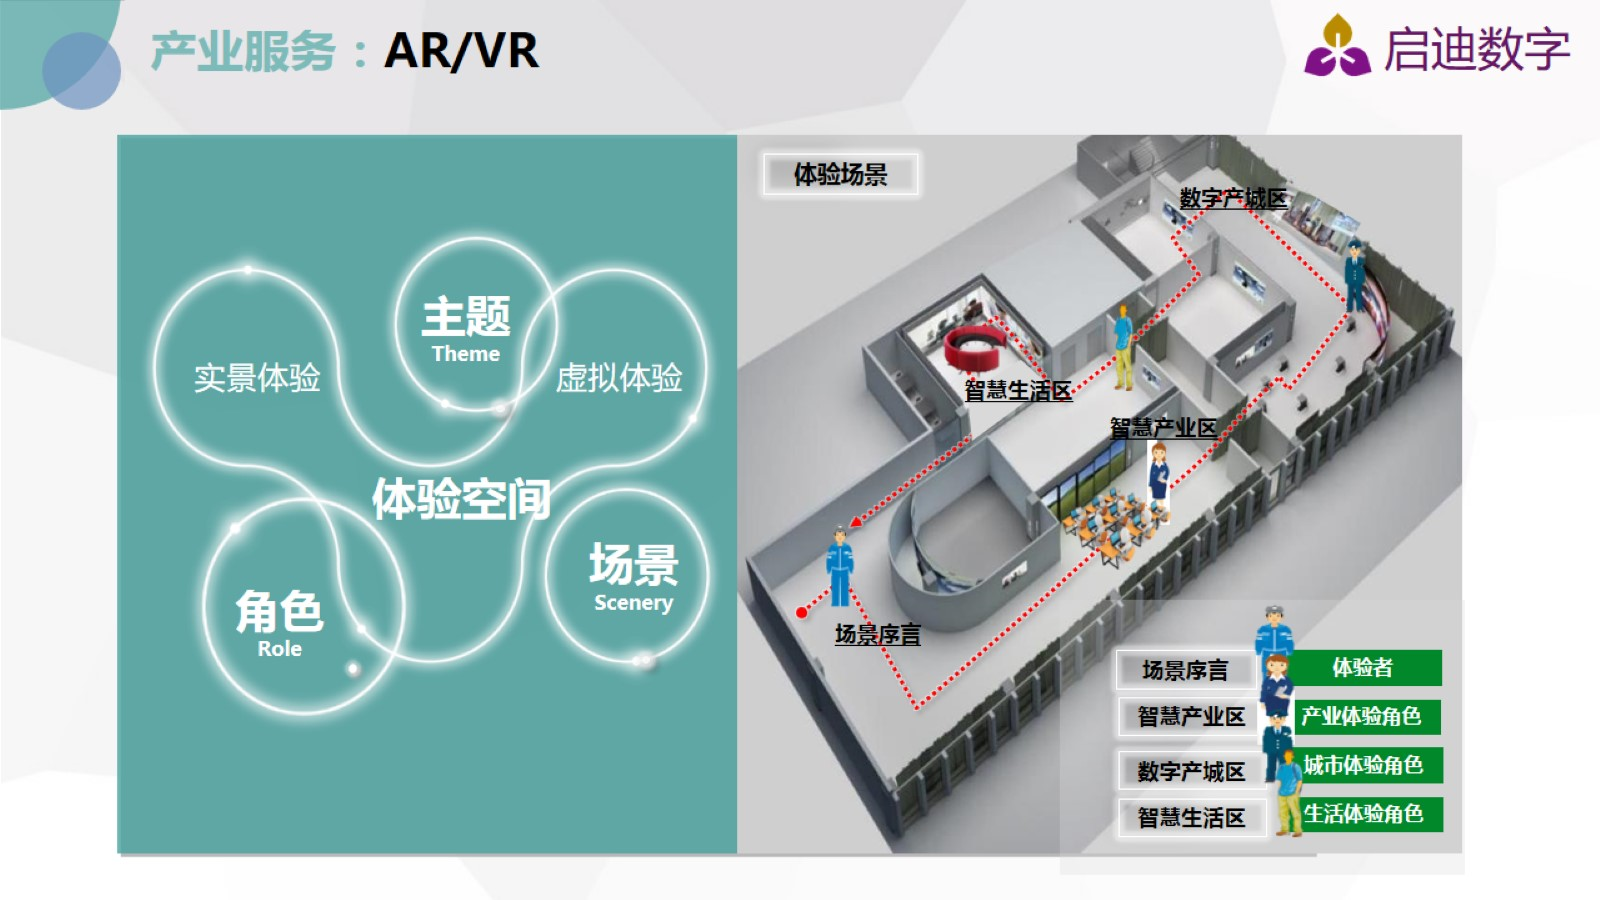 产业服务：AR/VR
启迪数字
主题
Theme
实景体验
虚拟体验
体验空间
场景
Scenery
角色
Role
体验场景
数字产城区
智慧生活区
智慧产业区
场景序言
场景序言
体验者
智慧产业区
产业体验角色
数字产城区
城市体验角色
智慧生活区
生活体验角色